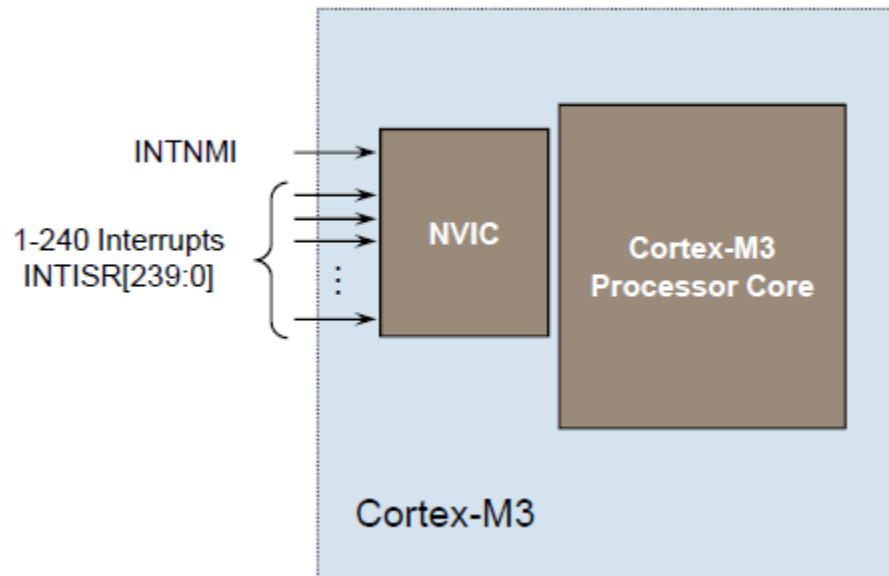 INTNMI
1-240 Interrupts
INTISR[239:0]
NVIC
Cortex-M3
Processor Core
Cortex-M3